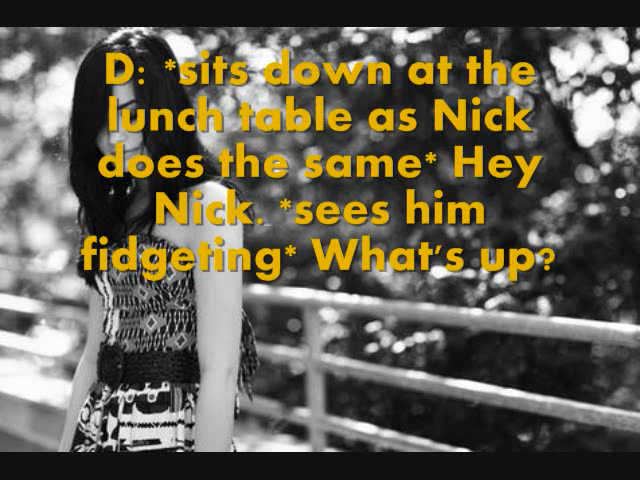 D: *sits down at the
lunch table as Nick
does the same* Hey
Nick. *sees him
fidgeting* What's up?